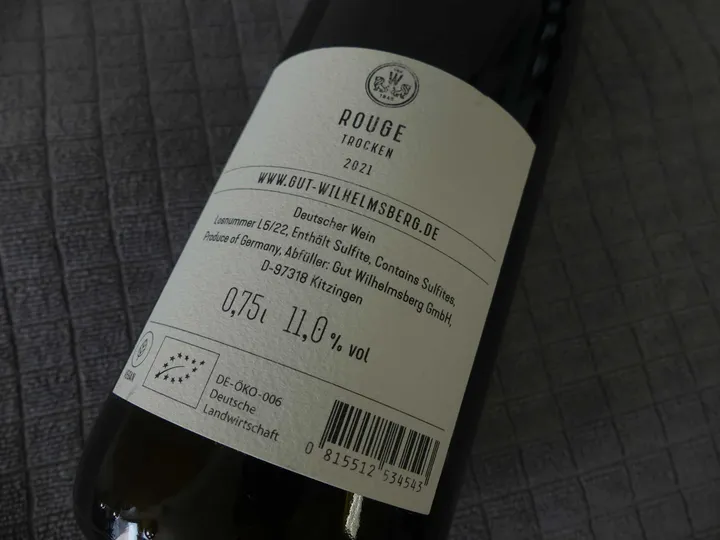 ROUGE
TROCKEN
2021
WWW.GUT-WILHELMSBERG.DE
Deutscher Wein
Losnummer L5/22, Enthält Sulfite, Contains Sulfites,
Produce of Germany, Abfüller: Gut Wilhelmsberg GmbH,
D-97318 Kitzingen
0,75l 11,0 % vol
VEGAN
DE-ÖKO-006
Deutsche
Landwirtschaft
0 815512 534543